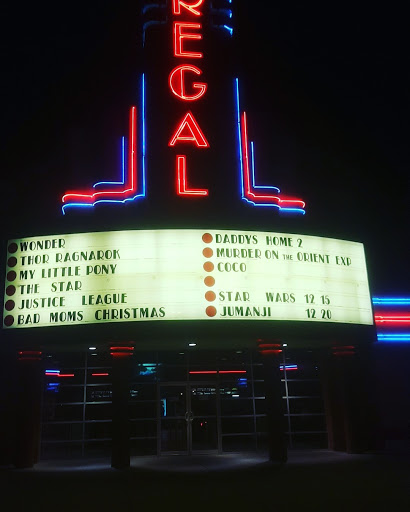 REGAL
WONDER
THOR RAGNAROK
MY LITTLE PONY
THE STAR
JUSTICE LEAGUE
BAD MOMS CHRISTMAS
DADDYS HOME 2
MURDER ON THE ORIENT EXP
COCO
STAR WARS 12 15
JUMANJI 12 20